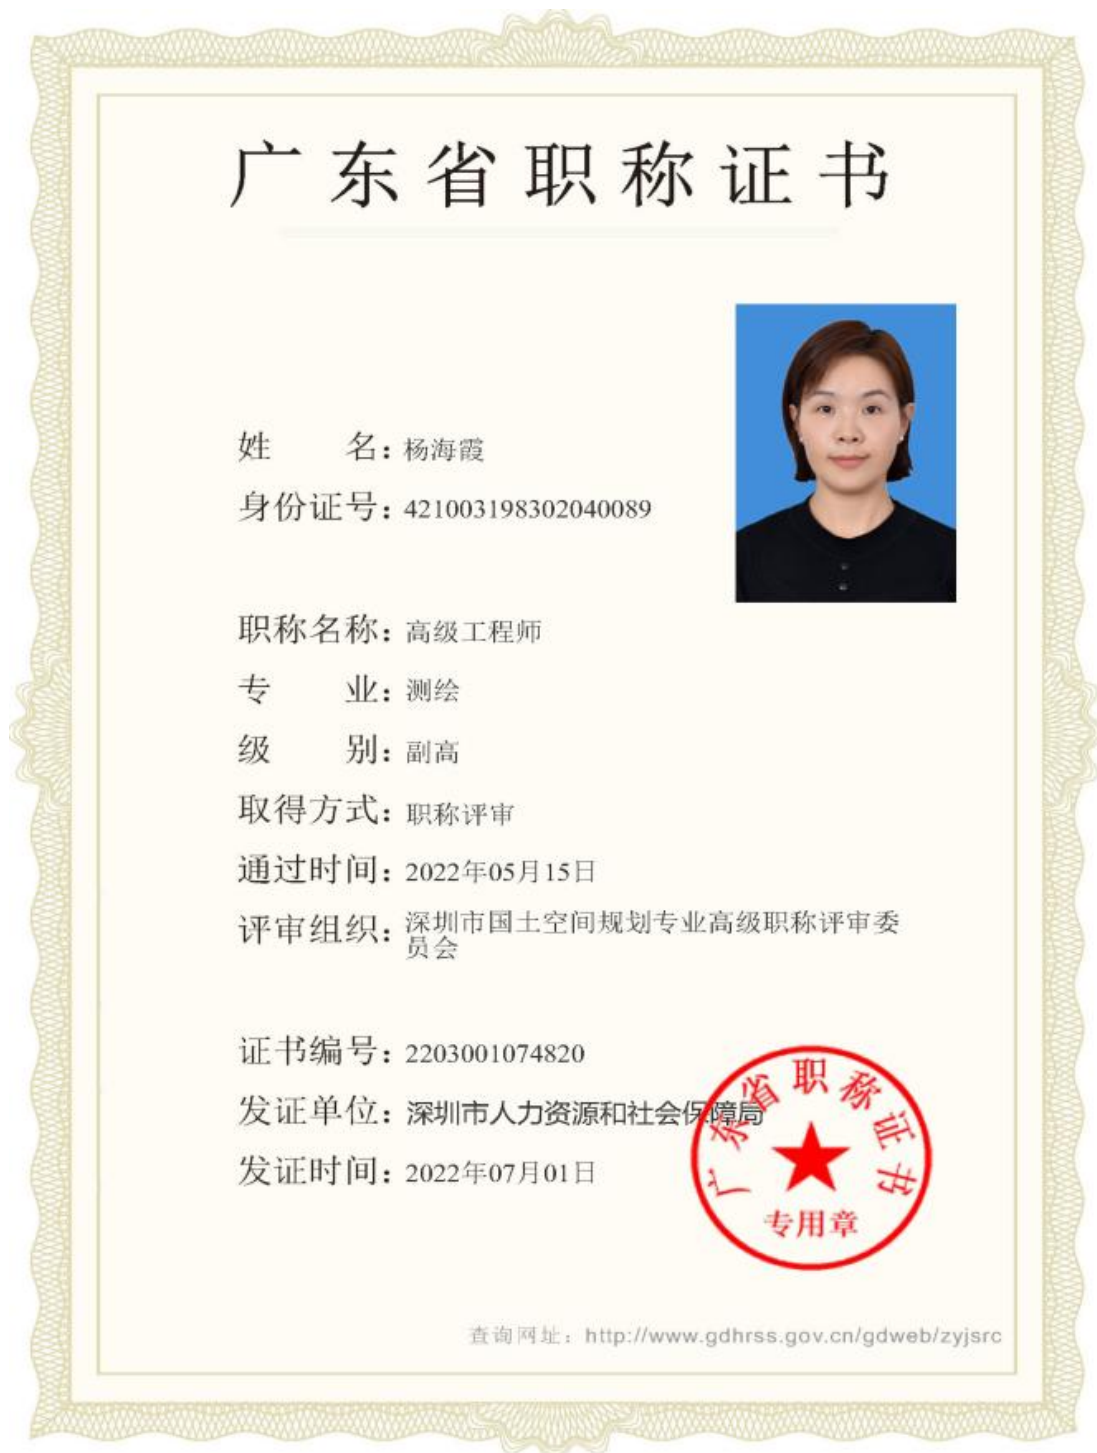 广东省职称证书
姓 名：杨海霞
身份证号：421003198302040089
职称名称：高级工程师
专 业：测绘
级 别：副高
取得方式：职称评审
通过时间：2022年05月15日
评审组织：深圳市国土空间规划专业高级职称评审委
员会
证书编号：2203001074820
发证单位：深圳市人力资源和社会保障局
发证时间：2022年07月01日
广东省职称证书
专用章
查询网址：http://www.gdhrss.gov.cn/gdweb/zyjsrc